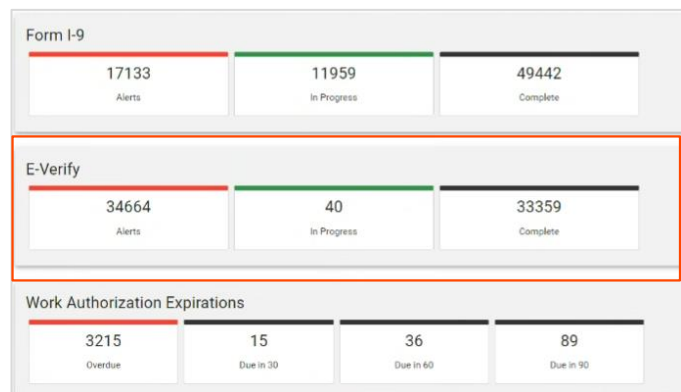 Form I-9
17133 11959 49442
Alerts In Progress Complete
E-Verify
34664 40 33359
Alerts In Progress Complete
Work Authorization Expirations
3215 15 36 89
Overdue Due in 30 Due in 60 Due in 90